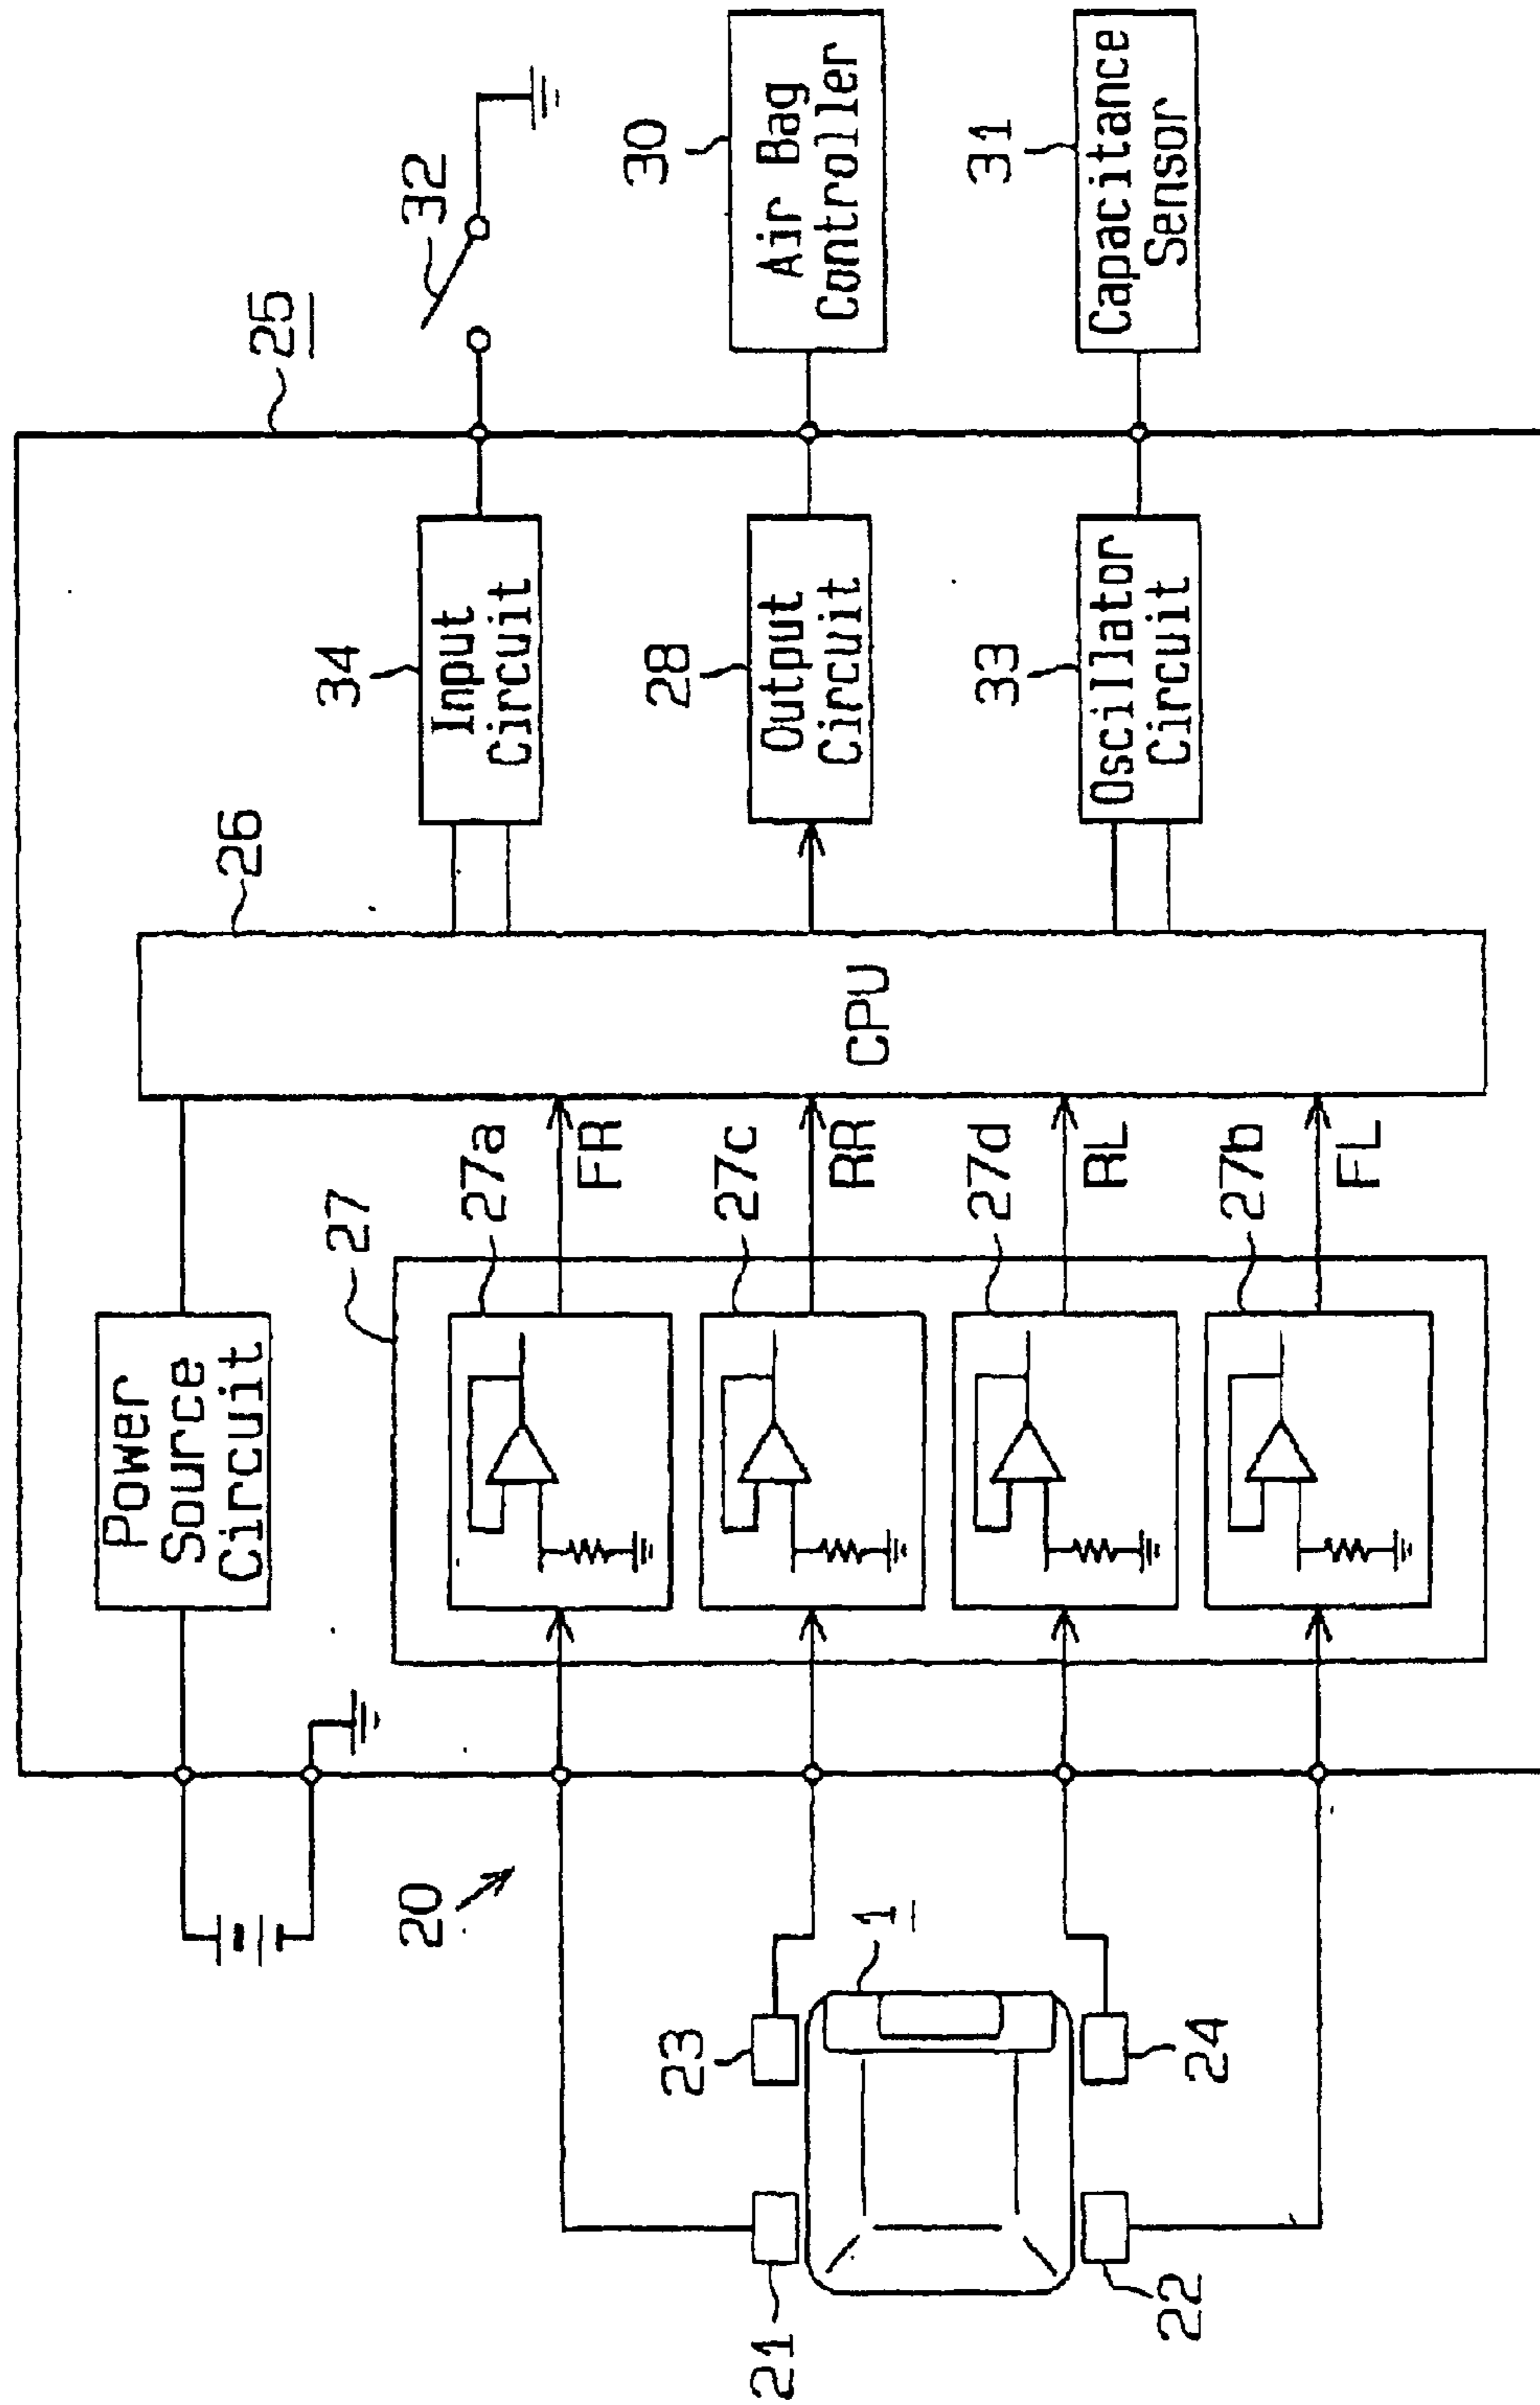 20
25
Power
Source
Circuit
26
34
Input
Circuit
32
27
27a
FR
27c
RR
27d
RL
27b
FL
CPU
28
Output
Circuit
30
Air Bag
Controller
33
Oscillator
Circuit
31
Capacitance
Sensor
21
23
1
22
24